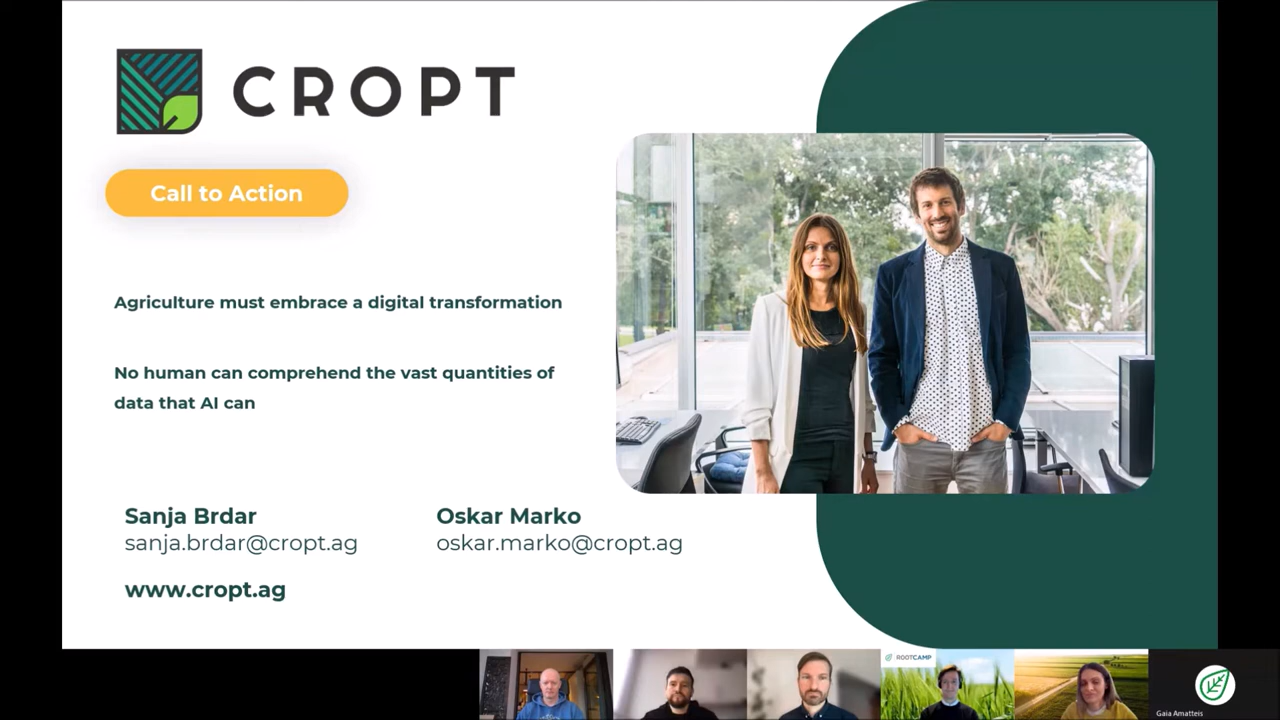 CROPT
Call to Action
Agriculture must embrace a digital transformation
No human can comprehend the vast quantities of
data that AI can
Sanja Brdar
sanja.brdar@cropt.ag
Oskar Marko
oskar.marko@cropt.ag
www.cropt.ag
ROOTCAMP
Gaia Amatteis